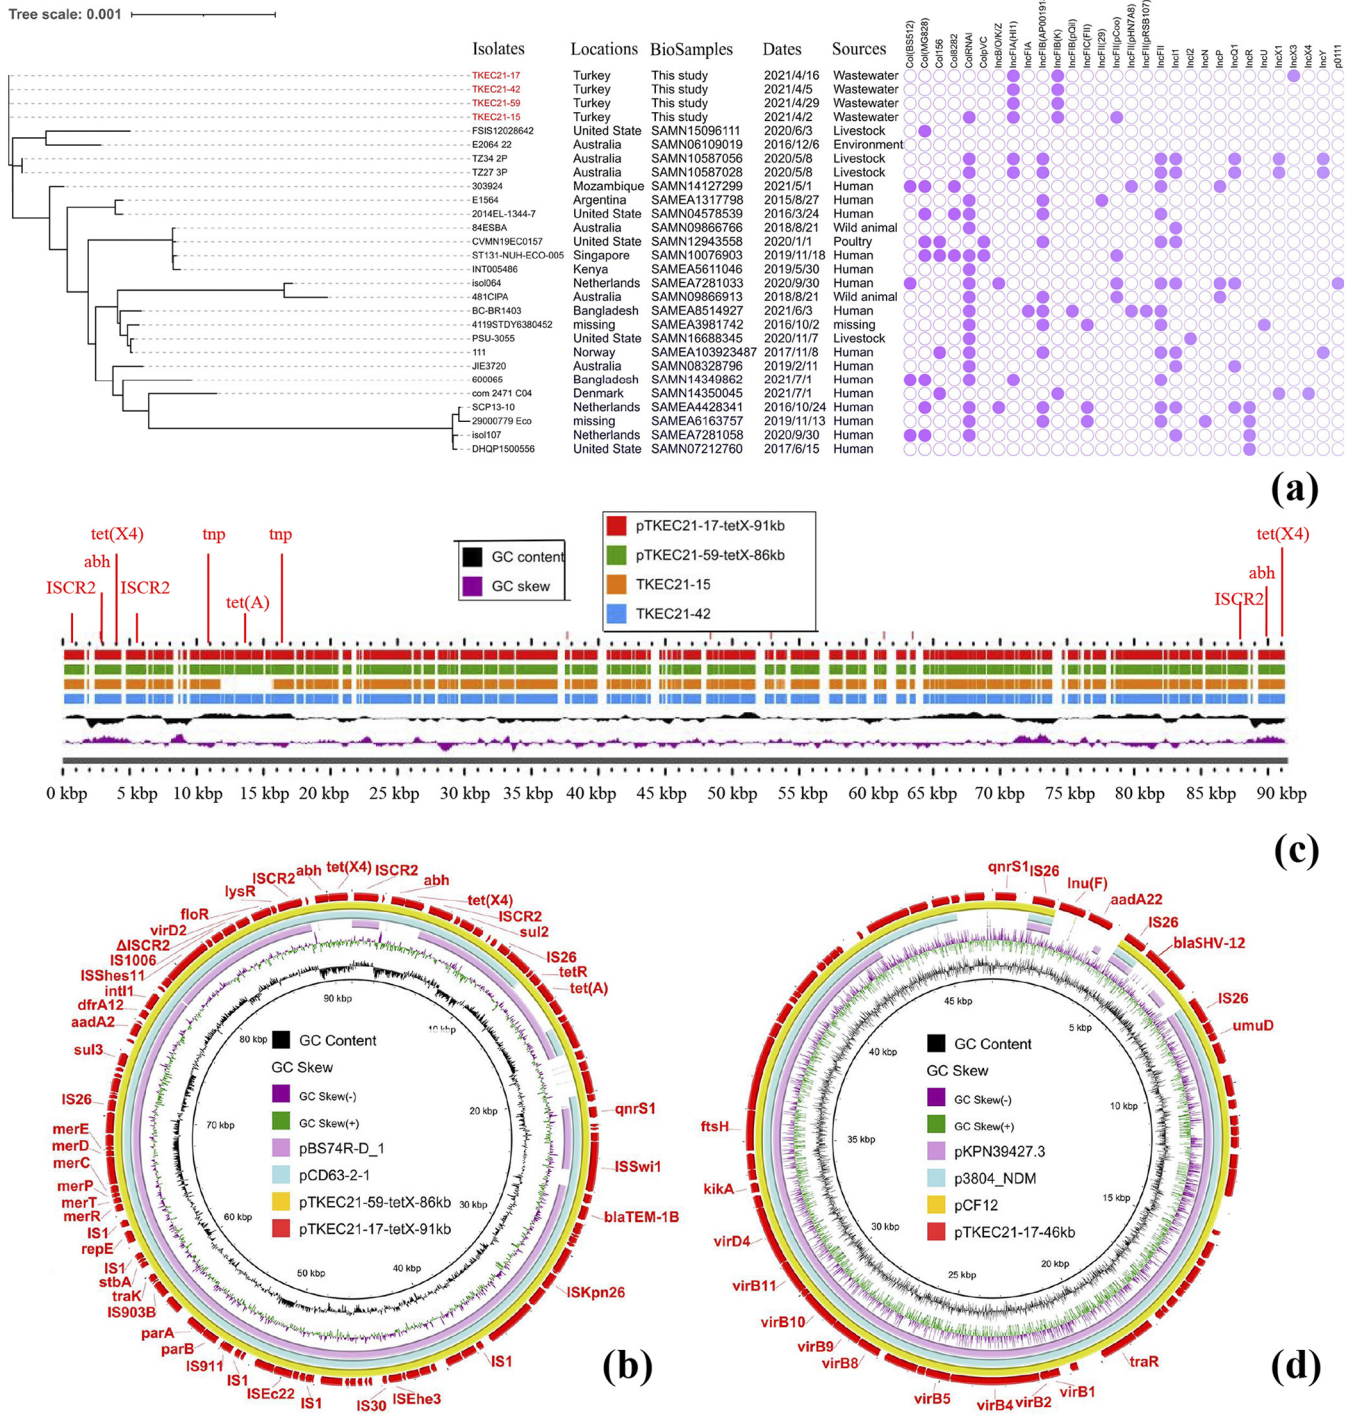 Tree scale: 0.001
Col(BS512) Col(MG828) Col156 Col8282 ColRNAI ColpVC IncB/O/K/Z IncFIA(HI1) IncFIA IncFIB(AP00191 IncFIB(K) IncFIB(pQil) IncFIC(FII) IncFII(29) IncFII(pCoo) IncFII(pHN7A8) IncFII(pRSB107) IncFII IncI1 IncI2 IncN IncP IncQ1 IncR IncU IncX1 IncX3 IncX4 IncY p0111
Isolates Locations BioSamples Dates Sources
TKEC21-17 Turkey This study 2021/4/16 Wastewater
TKEC21-42 Turkey This study 2021/4/5 Wastewater
TKEC21-59 Turkey This study 2021/4/29 Wastewater
TKEC21-15 Turkey This study 2021/4/2 Wastewater
FSIS12028642 United State SAMN15096111 2020/6/3 Livestock
E2064 22 Australia SAMN06109019 2016/12/6 Environment
TZ34 2P Australia SAMN10587056 2020/5/8 Livestock
TZ27 3P Australia SAMN10587028 2020/5/8 Livestock
303924 Mozambique SAMN14127299 2021/5/1 Human
E1564 Argentina SAMEA1317798 2015/8/27 Human
2014EL-1344-7 United State SAMN04578539 2016/3/24 Human
84ESBA Australia SAMN09866766 2018/8/21 Wild animal
CVMN19EC0157 United State SAMN12943558 2020/1/1 Poultry
ST131-NUH-ECO-005 Singapore SAMN10076903 2019/11/18 Human
INT005486 Kenya SAMEA5611046 2019/5/30 Human
isol064 Netherlands SAMEA7281033 2020/9/30 Human
481CIPA Australia SAMN09866913 2018/8/21 Wild animal
BC-BR1403 Bangladesh SAMEA8514927 2021/6/3 Human
4119STDY6380452 missing SAMEA3981742 2016/10/2 missing
PSU-3055 United State SAMN16688345 2020/11/7 Livestock
111 Norway SAMEA103923487 2017/11/8 Human
JIE3720 Australia SAMN08328796 2019/2/11 Human
600065 Bangladesh SAMN14349862 2021/7/1 Human
com 2471 C04 Denmark SAMN14350045 2021/7/1 Human
SCP13-10 Netherlands SAMEA4428341 2016/10/24 Human
29000779 Eco missing SAMEA6163757 2019/11/13 Human
isol107 Netherlands SAMEA7281058 2020/9/30 Human
DHQP1500556 United State SAMN07212760 2017/6/15 Human
(a)
ISCR2 abh tet(X4) ISCR2 tnp tet(A) tnp
GC content
GC skew
pTKEC21-17-tetX-91kb
pTKEC21-59-tetX-86kb
TKEC21-15
TKEC21-42
tet(X4)
abh
ISCR2
0 kbp 5 kbp 10 kbp 15 kbp 20 kbp 25 kbp 30 kbp 35 kbp 40 kbp 45 kbp 50 kbp 55 kbp 60 kbp 65 kbp 70 kbp 75 kbp 80 kbp 85 kbp 90 kbp
(c)
tet(X4)
ISCR2
abh
tet(X4)
ISCR2
sul2
IS26
tetR
tet(A)
qnrS1
ISSwi1
blaTEM-1B
ISKpn26
IS1
ISEhe3
IS30
IS1
ISEc22
IS1
IS911
parB
parA
IS903B
traK
stbA
IS1
repE
IS1
merR
merT
merP
merC
merD
merE
IS26
sul3
aadA2
dfrA12
intI1
ISShes11
IS1006
ΔISCR2
virD2
floR
lysR
ISCR2
abh
90 kbp
10 kbp
20 kbp
30 kbp
40 kbp
50 kbp
60 kbp
70 kbp
80 kbp
GC Content
GC Skew
GC Skew(-)
GC Skew(+)
pBS74R-D_1
pCD63-2-1
pTKEC21-59-tetX-86kb
pTKEC21-17-tetX-91kb
(b)
qnrS1
IS26
lnu(F)
aadA22
IS26
blaSHV-12
IS26
umuD
traR
virB1
virB2
virB4
virB5
virB8
virB9
virB10
virB11
virD4
kikA
ftsH
45 kbp
5 kbp
10 kbp
15 kbp
20 kbp
25 kbp
30 kbp
35 kbp
40 kbp
GC Content
GC Skew
GC Skew(-)
GC Skew(+)
pKPN39427.3
p3804_NDM
pCF12
pTKEC21-17-46kb
(d)